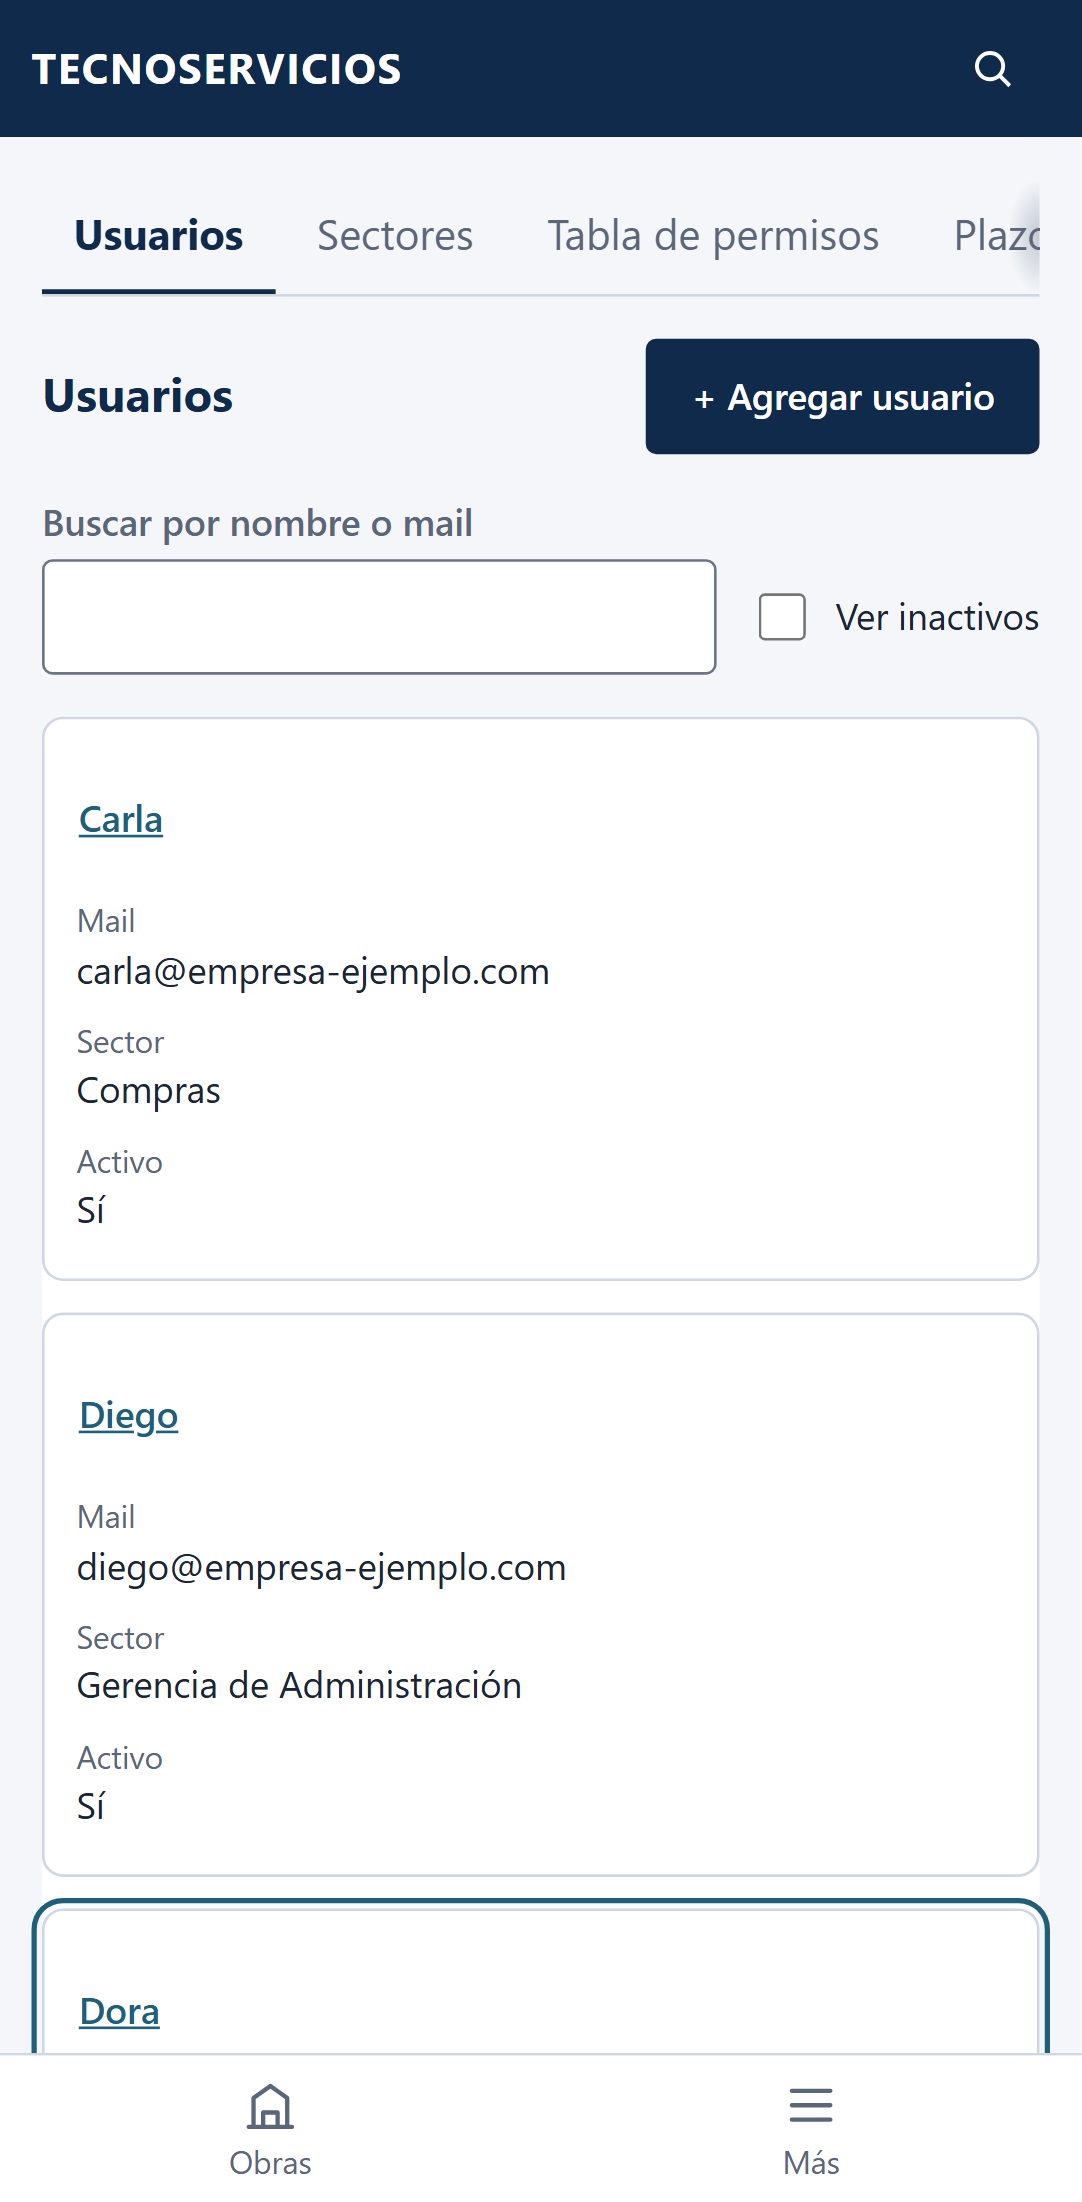 TECNOSERVICIOS
Usuarios Sectores Tabla de permisos Plazo
Usuarios
+ Agregar usuario
Buscar por nombre o mail
Ver inactivos
Carla
Mail
carla@empresa-ejemplo.com
Sector
Compras
Activo
Sí
Diego
Mail
diego@empresa-ejemplo.com
Sector
Gerencia de Administración
Activo
Sí
Dora
Obras Más